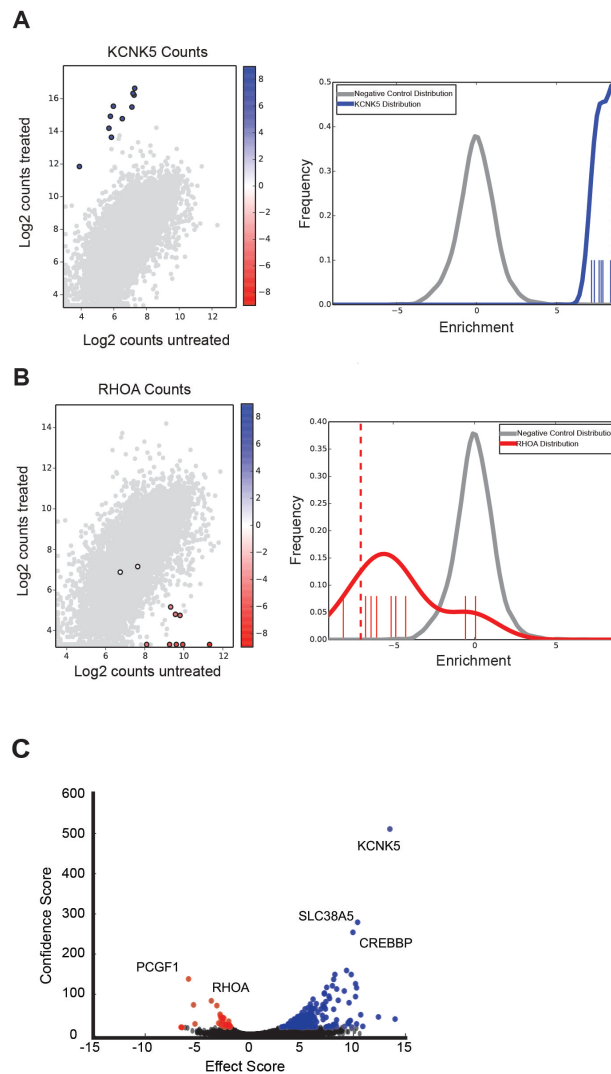 A
KCNK5 Counts
Log2 counts treated
16
14
12
10
8
6
4
4 6 8 10 12
Log2 counts untreated
8
6
4
2
0
−2
−4
−6
−8
Negative Control Distribution
KCNK5 Distribution
Frequency
0.5
0.4
0.3
0.2
0.1
0.0
−5 0 5
Enrichment
B
RHOA Counts
Log2 counts treated
14
12
10
8
6
4
4 6 8 10 12
Log2 counts untreated
8
6
4
2
0
−2
−4
−6
−8
Negative Control Distribution
RHOA Distribution
Frequency
0.40
0.35
0.30
0.25
0.20
0.15
0.10
0.05
0.00
−5 0 5
Enrichment
C
Confidence Score
600
500
400
300
200
100
0
KCNK5
SLC38A5
CREBBP
PCGF1
RHOA
-15 -10 -5 0 5 10 15
Effect Score